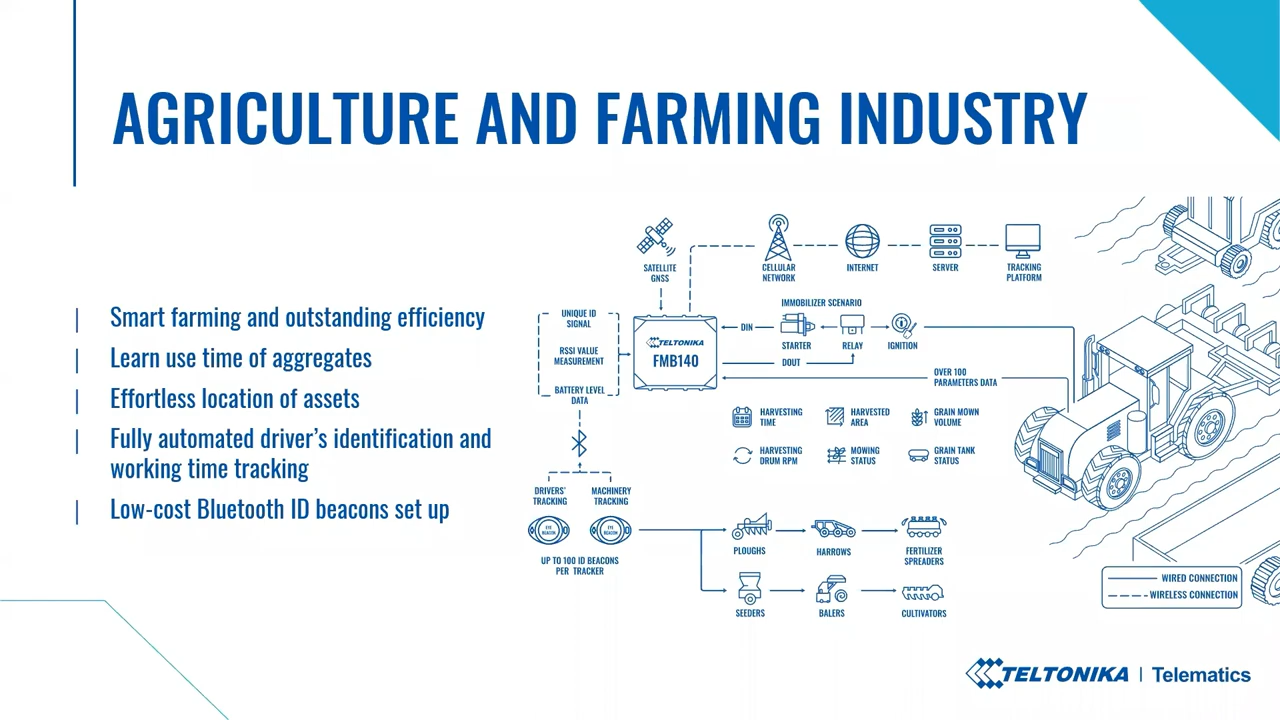 AGRICULTURE AND FARMING INDUSTRY
Smart farming and outstanding efficiency
Learn use time of aggregates
Effortless location of assets
Fully automated driver's identification and
working time tracking
Low-cost Bluetooth ID beacons set up
SATELLITE
GNSS
CELLULAR
NETWORK
INTERNET
SERVER
TRACKING
PLATFORM
UNIQUE ID
SIGNAL
RSSI VALUE
MEASUREMENT
BATTERY LEVEL
DATA
TELTONIKA
FMB140
IMMOBILIZER SCENARIO
DIN
STARTER
RELAY
IGNITION
DOUT
OVER 100
PARAMETERS DATA
HARVESTING
TIME
HARVESTED
AREA
GRAIN MOWN
VOLUME
HARVESTING
DRUM RPM
MOWING
STATUS
GRAIN TANK
STATUS
DRIVERS'
TRACKING
MACHINERY
TRACKING
EYE
BEACON
EYE
BEACON
UP TO 100 ID BEACONS
PER TRACKER
PLOUGHS
HARROWS
FERTILIZER
SPREADERS
SEEDERS
BALERS
CULTIVATORS
WIRED CONNECTION
WIRELESS CONNECTION
TELTONIKA | Telematics